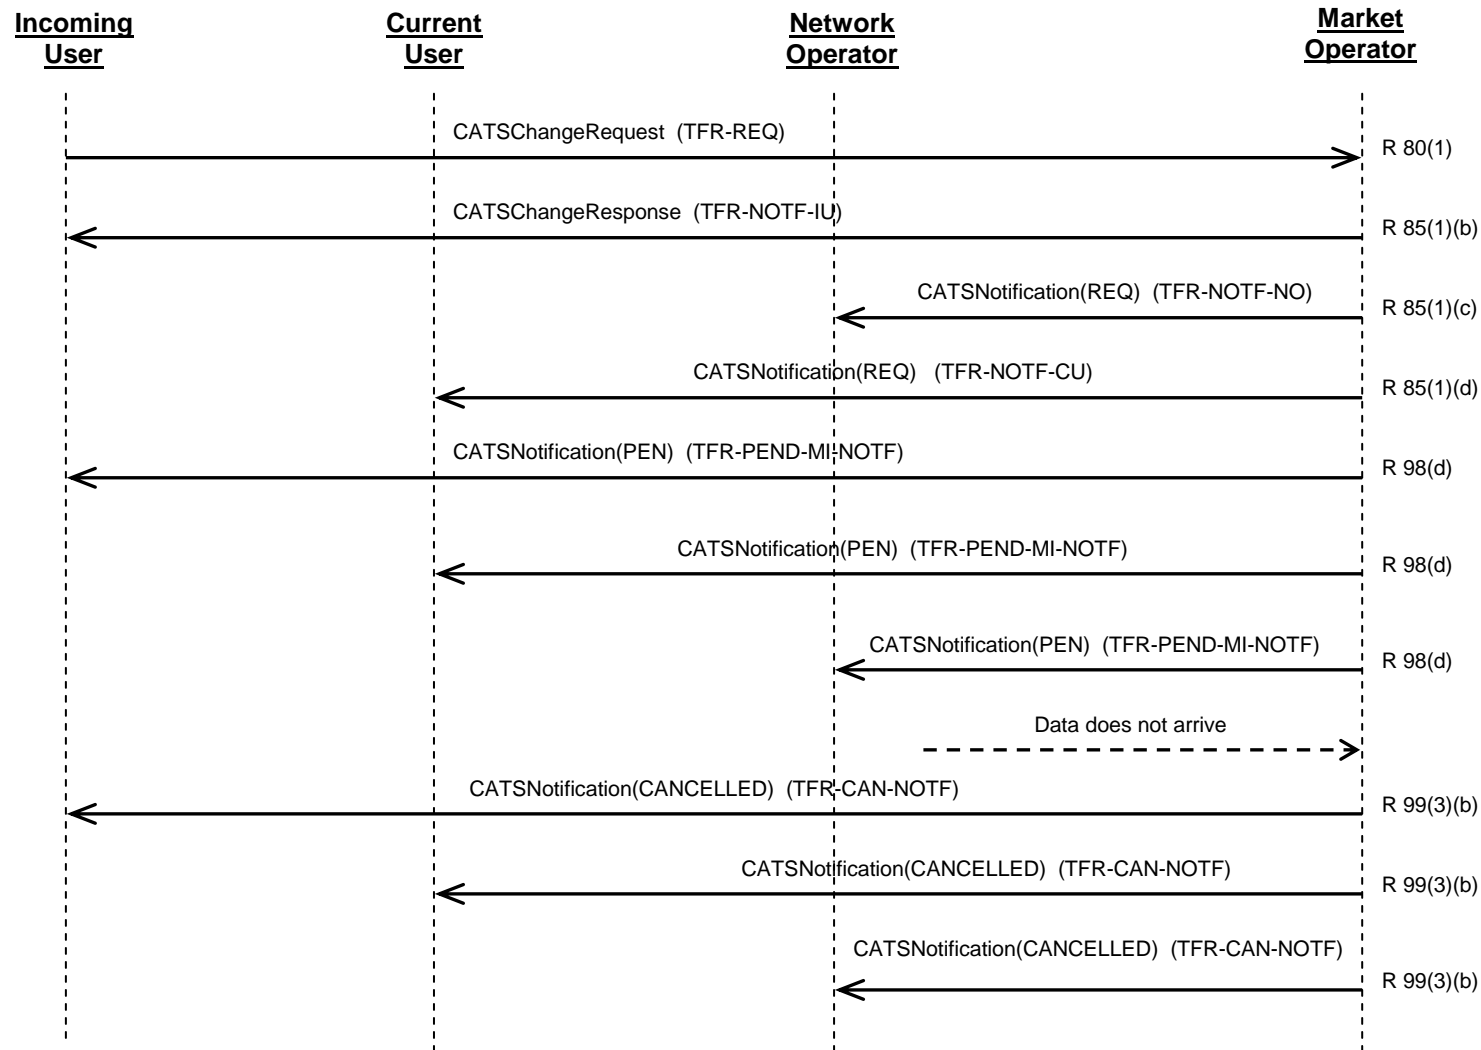 Incoming
User
Current
User
Network
Operator
Market
Operator
CATSChangeRequest (TFR-REQ)
R 80(1)
CATSChangeResponse (TFR-NOTF-IU)
R 85(1)(b)
CATSNotification(REQ) (TFR-NOTF-NO)
R 85(1)(c)
CATSNotification(REQ) (TFR-NOTF-CU)
R 85(1)(d)
CATSNotification(PEN) (TFR-PEND-MI-NOTF)
R 98(d)
CATSNotification(PEN) (TFR-PEND-MI-NOTF)
R 98(d)
CATSNotification(PEN) (TFR-PEND-MI-NOTF)
R 98(d)
Data does not arrive
CATSNotification(CANCELLED) (TFR-CAN-NOTF)
R 99(3)(b)
CATSNotification(CANCELLED) (TFR-CAN-NOTF)
R 99(3)(b)
CATSNotification(CANCELLED) (TFR-CAN-NOTF)
R 99(3)(b)